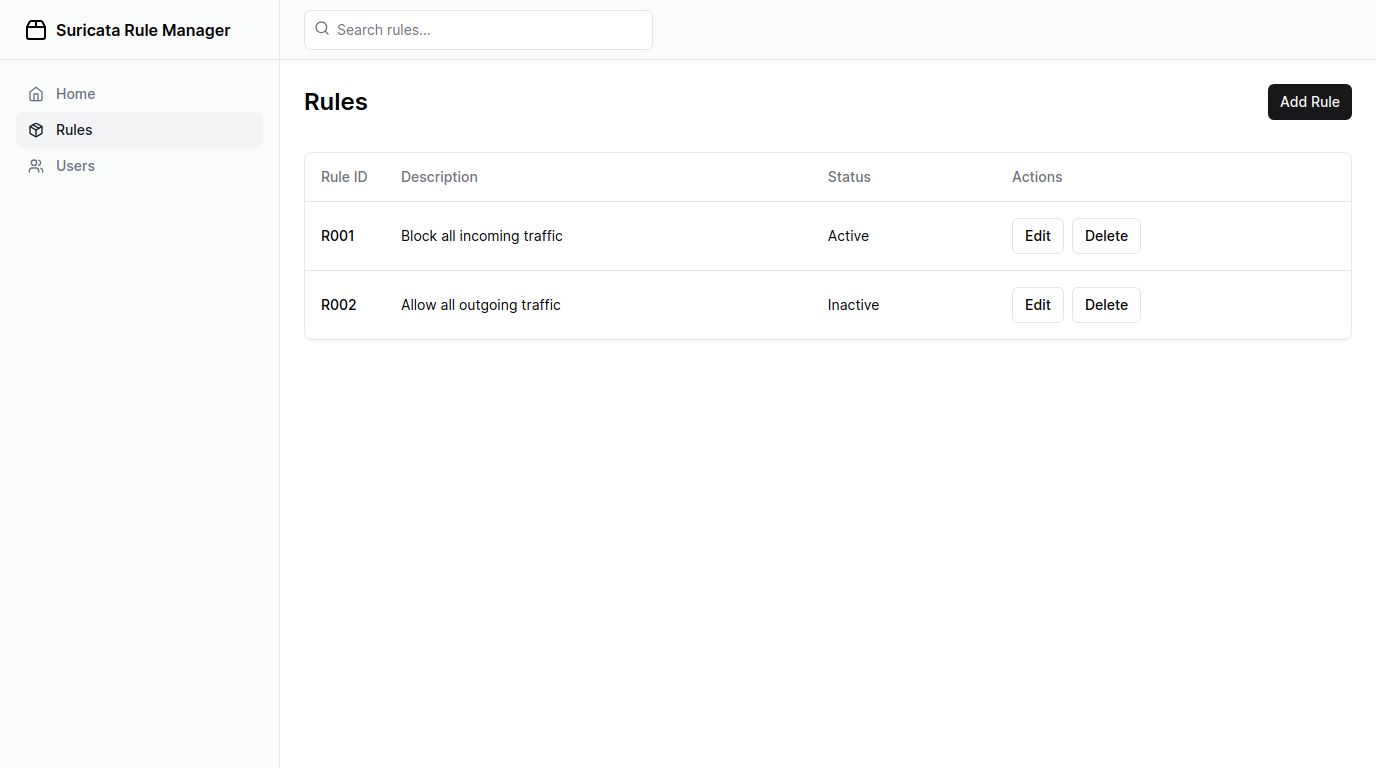 Suricata Rule Manager
Search rules...
Home
Rules
Users
Rules
Add Rule
Rule ID Description Status Actions
R001 Block all incoming traffic Active Edit Delete
R002 Allow all outgoing traffic Inactive Edit Delete